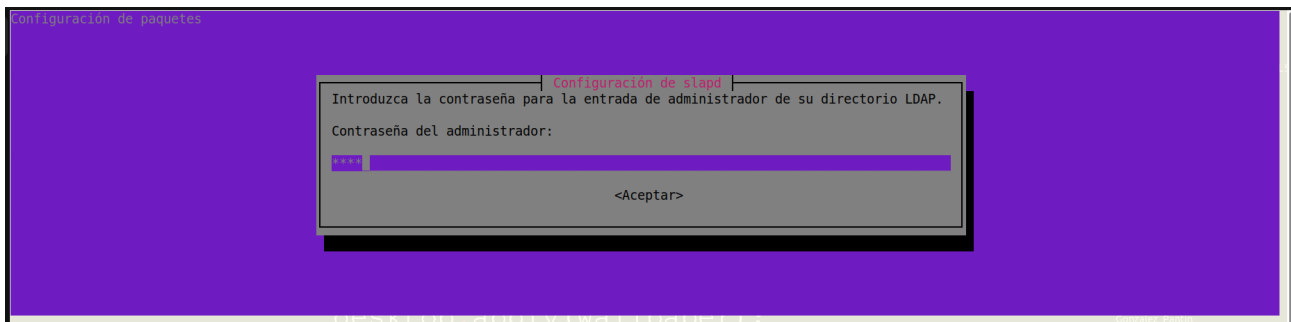 Configuración de paquetes
Configuración de slapd
Introduzca la contraseña para la entrada de administrador de su directorio LDAP.
Contraseña del administrador:
****
<Aceptar>